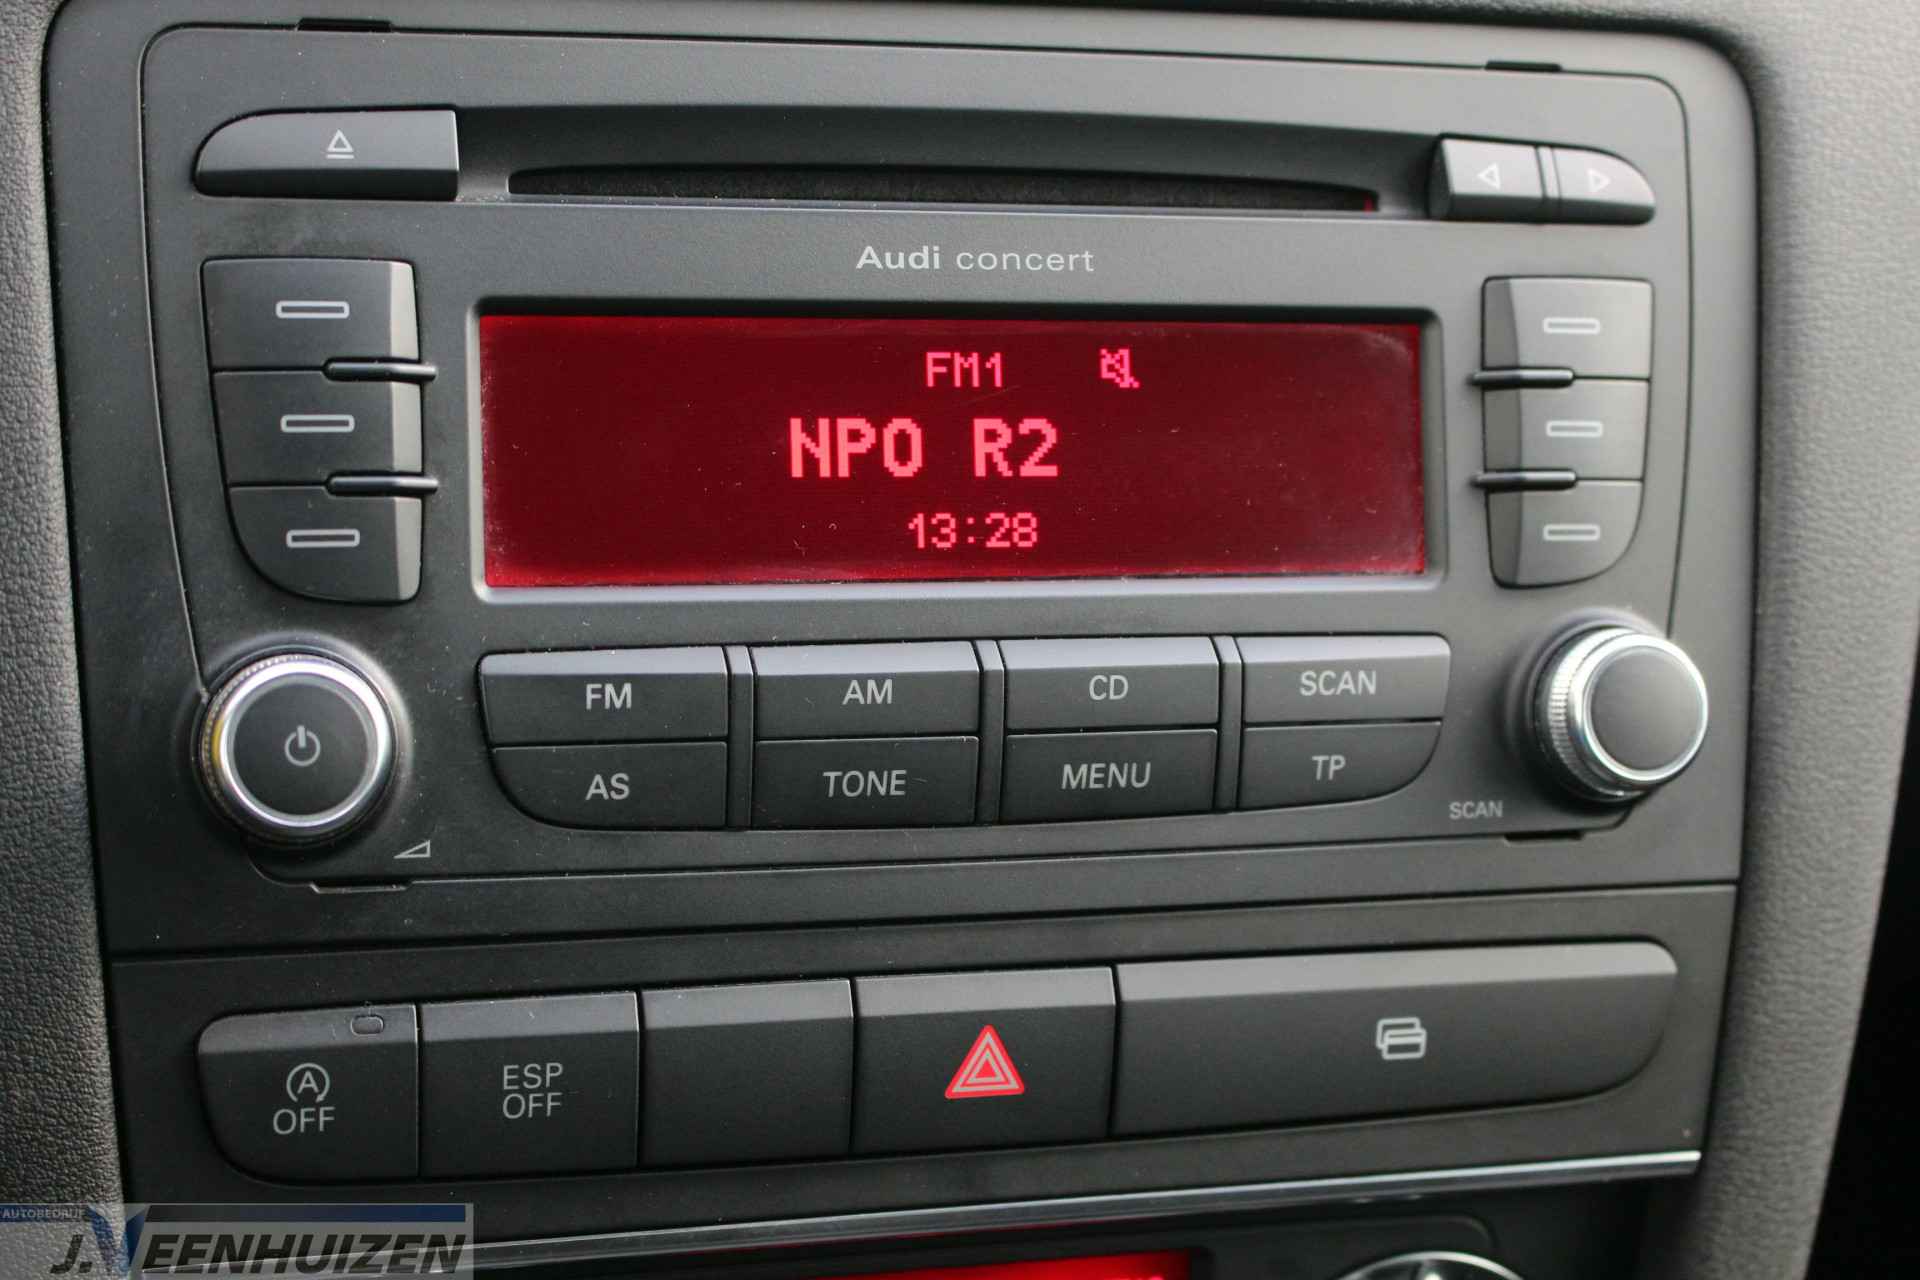 Audi concert
FM1
NPO R2
13:28
FM
AM
CD
SCAN
AS
TONE
MENU
TP
SCAN
A
OFF
ESP
OFF
AUTOBEDRIJF
J.VEENHUIZEN